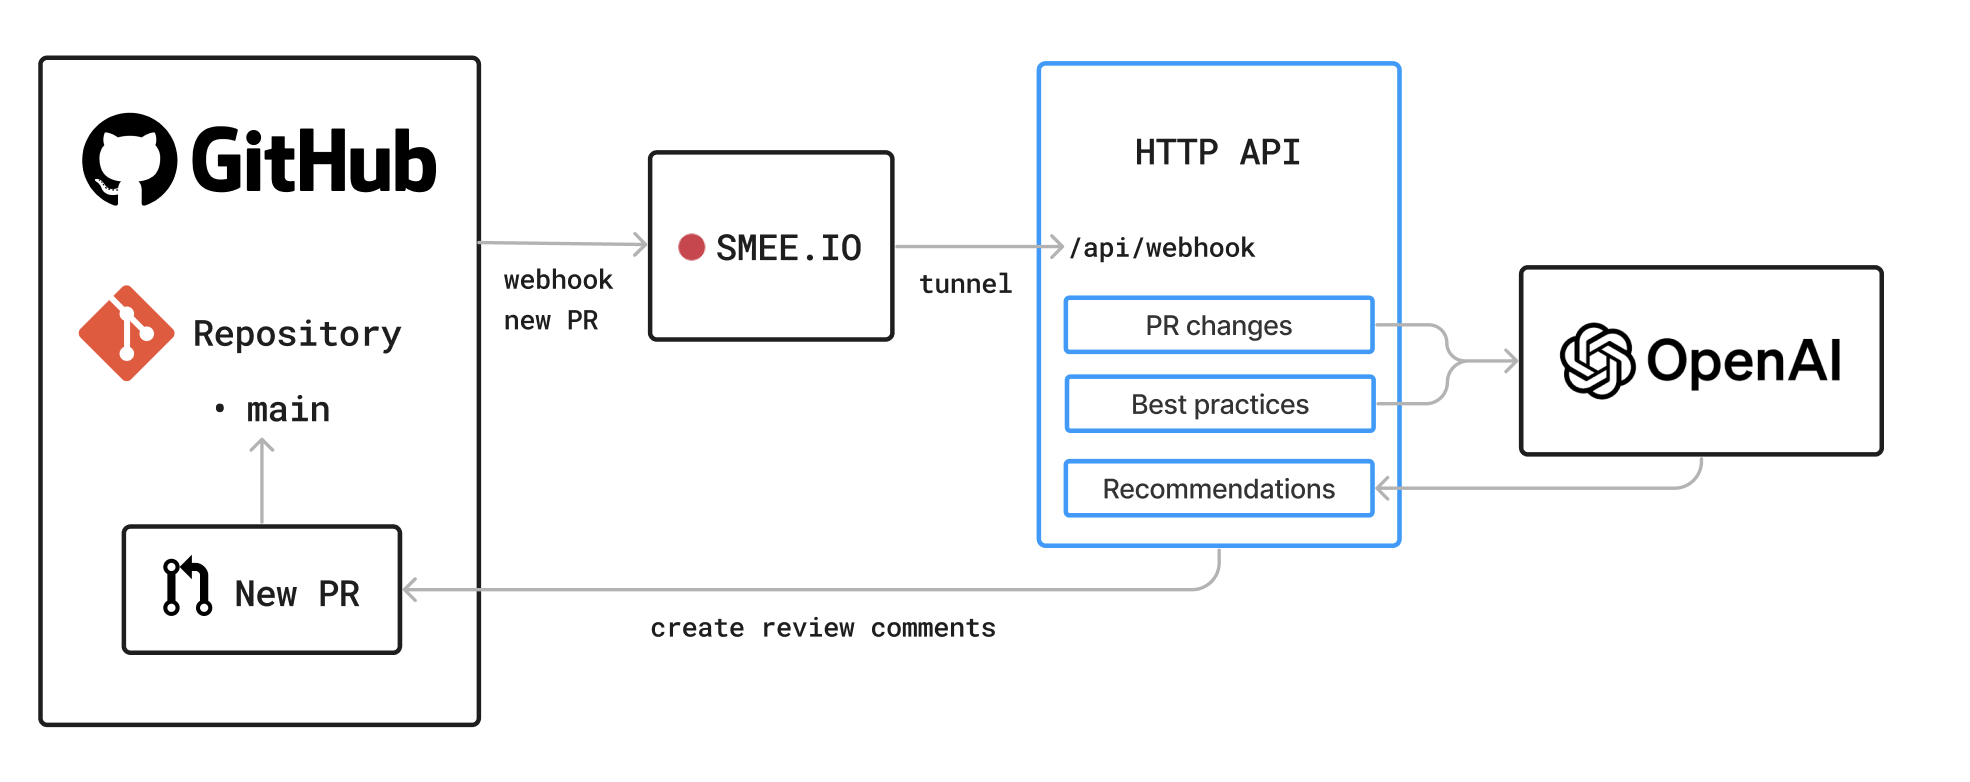 GitHub
Repository
• main
New PR
webhook
new PR
SMEE.IO
tunnel
HTTP API
/api/webhook
PR changes
Best practices
Recommendations
OpenAI
create review comments